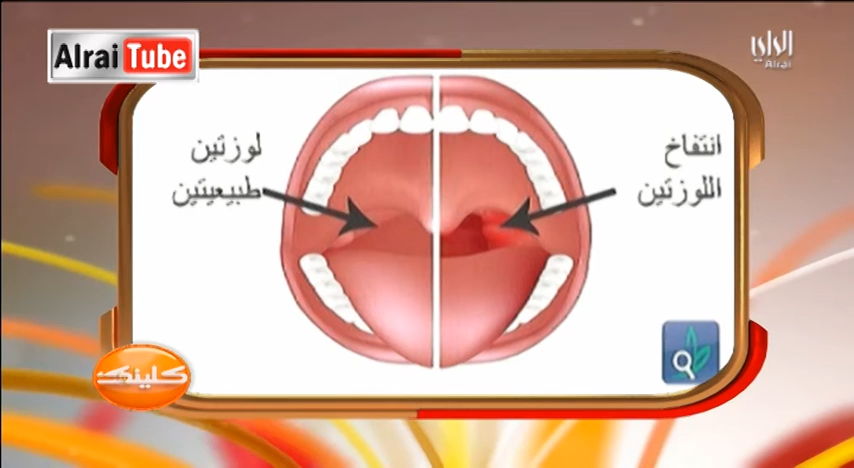 Alrai Tube
الراي
Alrai
انتفاخ
اللوزتين
لوزتين
طبيعيتين
كلينك